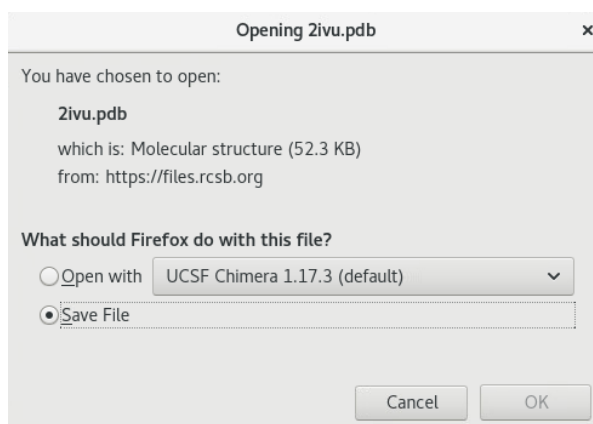 Opening 2ivu.pdb
You have chosen to open:
2ivu.pdb
which is: Molecular structure (52.3 KB)
from: https://files.rcsb.org
What should Firefox do with this file?
Open with UCSF Chimera 1.17.3 (default)
Save File
Cancel OK